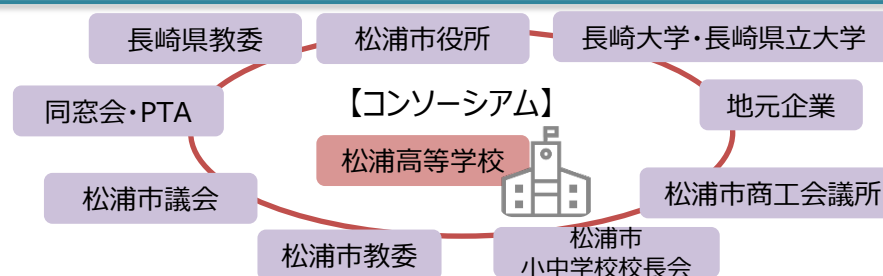 長崎県教委
松浦市役所
長崎大学・長崎県立大学
同窓会・PTA
【コンソーシアム】
地元企業
松浦高等学校
松浦市議会
松浦市商工会議所
松浦市教委
松浦市
小中学校校長会